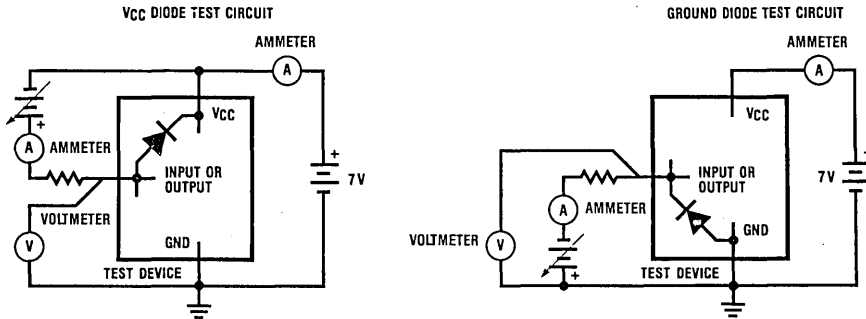 VCC DIODE TEST CIRCUIT
AMMETER
A
VCC
+
A
AMMETER
INPUT OR
OUTPUT
+
7V
VOLTMETER
V
GND
TEST DEVICE
GROUND DIODE TEST CIRCUIT
AMMETER
A
VCC
INPUT OR
OUTPUT
7V
A
AMMETER
VOLTMETER
V
GND
+
TEST DEVICE